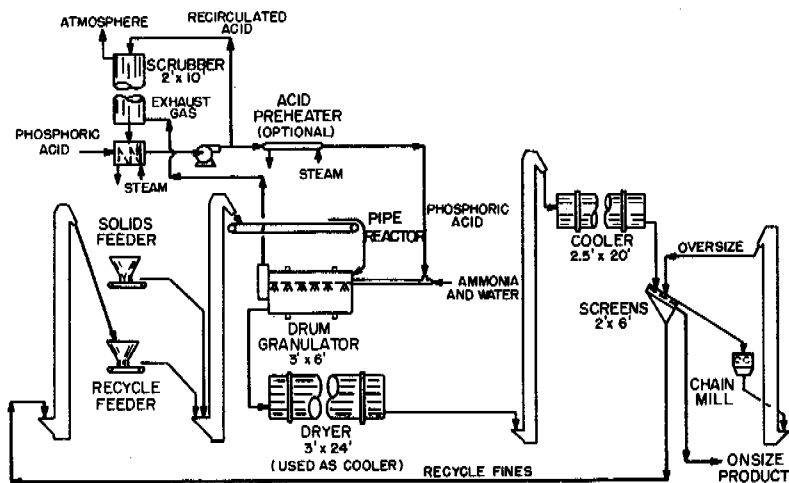 ATMOSPHERE
RECIRCULATED
ACID
SCRUBBER
2' x 10'
EXHAUST
GAS
ACID
PREHEATER
(OPTIONAL)
PHOSPHORIC
ACID
STEAM
STEAM
SOLIDS
FEEDER
PIPE
REACTOR
PHOSPHORIC
ACID
COOLER
2.5' x 20'
OVERSIZE
AMMONIA
AND WATER
SCREENS
2' x 6'
DRUM
GRANULATOR
3' x 6'
RECYCLE
FEEDER
CHAIN
MILL
DRYER
3' x 24'
(USED AS COOLER)
RECYCLE FINES
ONSIZE
PRODUCT